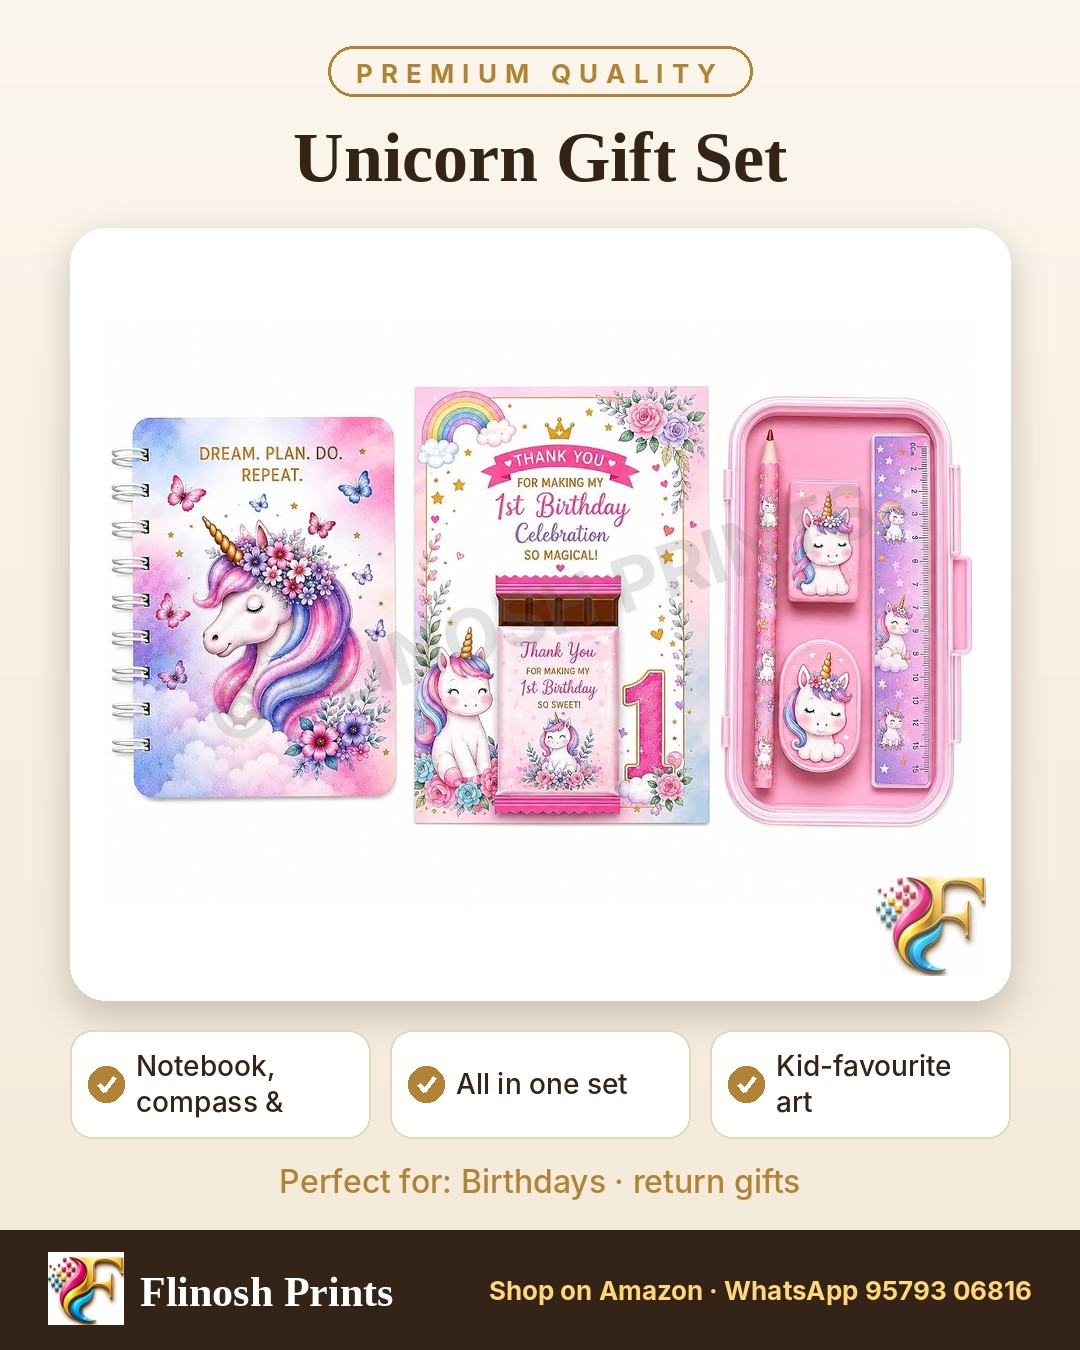 PREMIUM QUALITY
Unicorn Gift Set
DREAM. PLAN. DO.
REPEAT.
THANK YOU
FOR MAKING MY
1st Birthday
Celebration
SO MAGICAL!
Thank You
FOR MAKING MY
1st Birthday
SO SWEET!
1
© FLINOSH PRINTS
F
Notebook,
compass &
All in one set
Kid-favourite
art
Perfect for: Birthdays · return gifts
F
Flinosh Prints
Shop on Amazon · WhatsApp 95793 06816